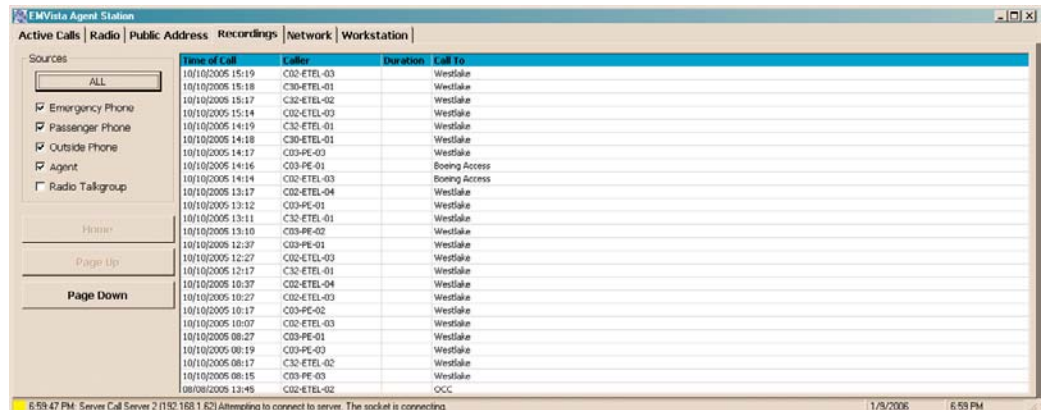 EMVista Agent Station
Active Calls Radio Public Address Recordings Network Workstation
Sources
ALL
Emergency Phone
Passenger Phone
Outside Phone
Agent
Radio Talkgroup
Home
Page Up
Page Down
Time of Call Caller Duration Call To
10/10/2005 15:19 C02-ETEL-03 Westlake
10/10/2005 15:18 C30-ETEL-01 Westlake
10/10/2005 15:17 C32-ETEL-02 Westlake
10/10/2005 15:14 C02-ETEL-03 Westlake
10/10/2005 14:19 C32-ETEL-01 Westlake
10/10/2005 14:18 C30-ETEL-01 Westlake
10/10/2005 14:17 C03-PE-03 Westlake
10/10/2005 14:16 C03-PE-01 Boeing Access
10/10/2005 14:14 C02-ETEL-03 Boeing Access
10/10/2005 13:17 C02-ETEL-04 Westlake
10/10/2005 13:12 C03-PE-01 Westlake
10/10/2005 13:11 C32-ETEL-01 Westlake
10/10/2005 13:10 C03-PE-02 Westlake
10/10/2005 12:37 C03-PE-01 Westlake
10/10/2005 12:27 C02-ETEL-03 Westlake
10/10/2005 12:17 C32-ETEL-01 Westlake
10/10/2005 10:37 C02-ETEL-04 Westlake
10/10/2005 10:27 C02-ETEL-03 Westlake
10/10/2005 10:17 C03-PE-02 Westlake
10/10/2005 10:07 C02-ETEL-03 Westlake
10/10/2005 08:27 C03-PE-01 Westlake
10/10/2005 08:19 C03-PE-03 Westlake
10/10/2005 08:17 C32-ETEL-02 Westlake
10/10/2005 08:15 C03-PE-03 Westlake
08/08/2005 13:45 C02-ETEL-02 OCC
6:59:47 PM: Server Call Server 2 (192.168.1.62) Attempting to connect to server. The socket is connecting. 1/9/2006 6:59 PM